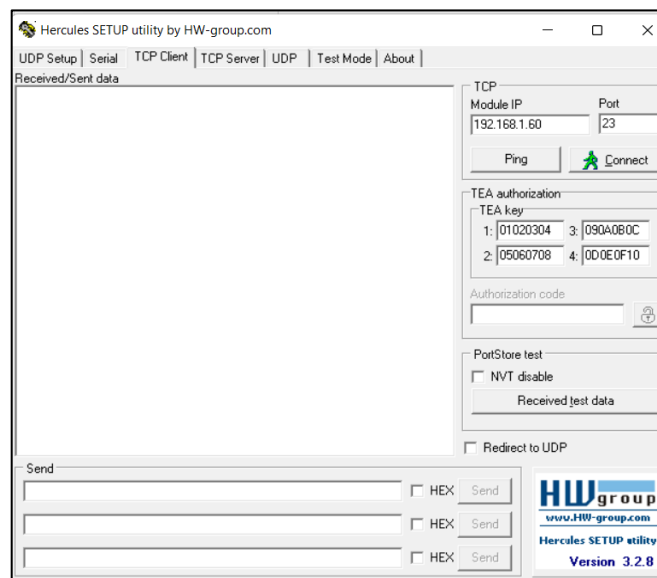 Hercules SETUP utility by HW-group.com
UDP Setup Serial TCP Client TCP Server UDP Test Mode About
Received/Sent data
TCP
Module IP Port
192.168.1.60 23
Ping Connect
TEA authorization
TEA key
1: 01020304 3: 090A0B0C
2: 05060708 4: 0D0E0F10
Authorization code
PortStore test
NVT disable
Received test data
Redirect to UDP
Send
HEX Send
HEX Send
HEX Send
HW group
www.HW-group.com
Hercules SETUP utility
Version 3.2.8